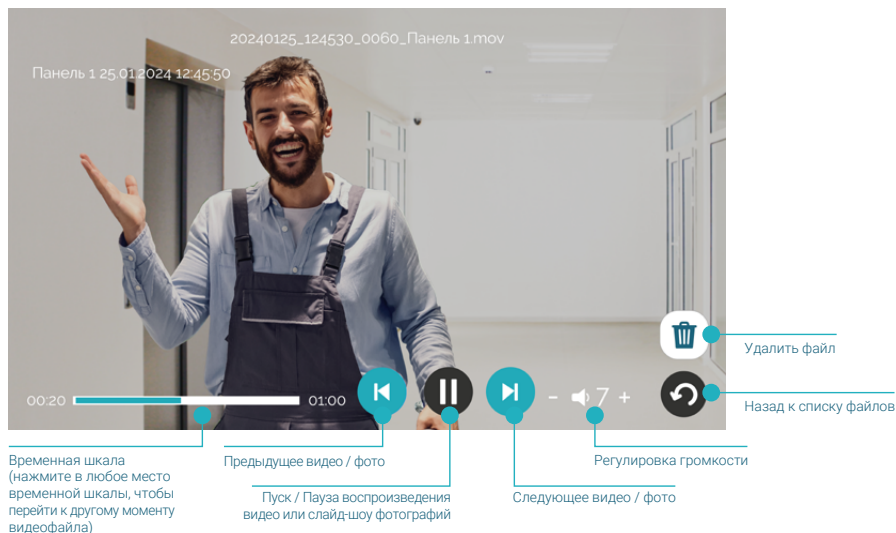 20240125_124530_0060_Панель 1.mov
Панель 1 25.01.2024 12:45:50
Удалить файл
00:20
01:00
- 7 +
Назад к списку файлов
Временная шкала
(нажмите в любое место
временной шкалы, чтобы
перейти к другому моменту
видеофайла)
Предыдущее видео / фото
Пуск / Пауза воспроизведения
видео или слайд-шоу фотографий
Следующее видео / фото
Регулировка громкости